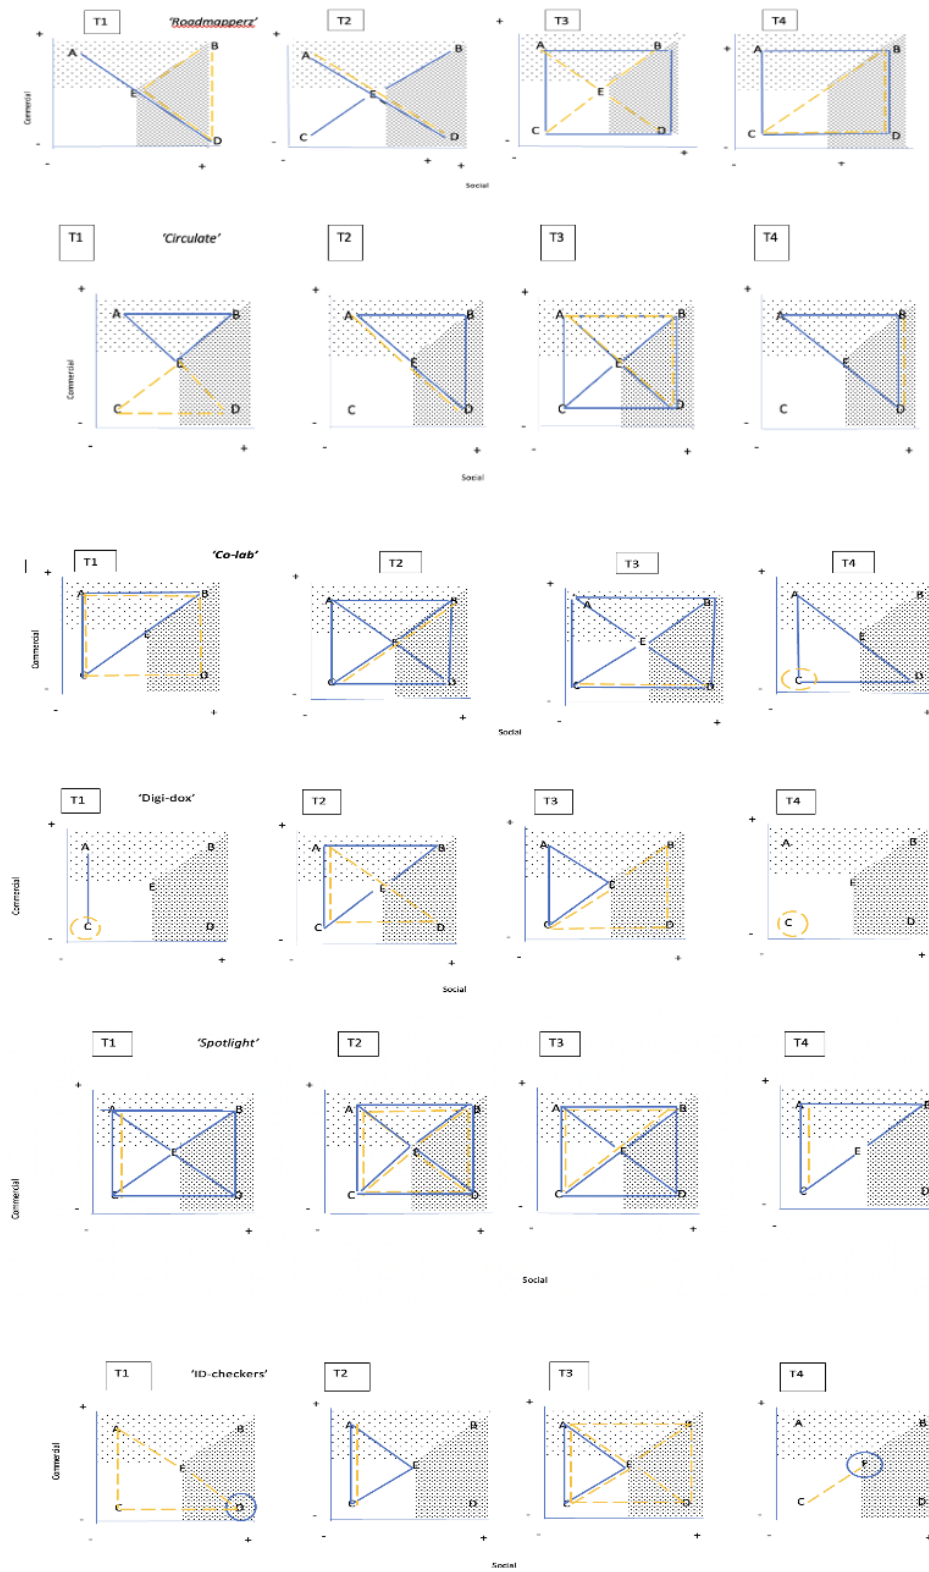 T1 'Roadmapperz' T2 T3 T4
+ + + +
A B A B A B A B
Commercial
E E E
D C D C D C D
- - - -
+ + + + +
Social
T1 'Circulate' T2 T3 T4
+ + + +
A B A B A B A B
Commercial
E E E E
C D C D C D C D
- - - -
- + - + - + - +
Social
T1 'Co-lab' T2 T3 T4
+ + + +
A B A B A B A B
Commercial
E E E E
C D C D C D C D
- - - -
- + - + - + - +
Social
T1 'Digi-dox' T2 T3 T4
+ + + +
A B A B A B A B
Commercial
E E E E
C D C D C D C D
- - - -
- + - + - + - +
Social
T1 'Spotlight' T2 T3 T4
+ + + +
A B A B A B A B
E E E E
C D C D C D C D
Commercial
- - - -
- + - + - + - +
Social
T1 'ID-checkers' T2 T3 T4
+ + + +
A B A B A B A B
Commercial
E E E E
C D C D C D C D
- - - -
- + - + - + - +
Social